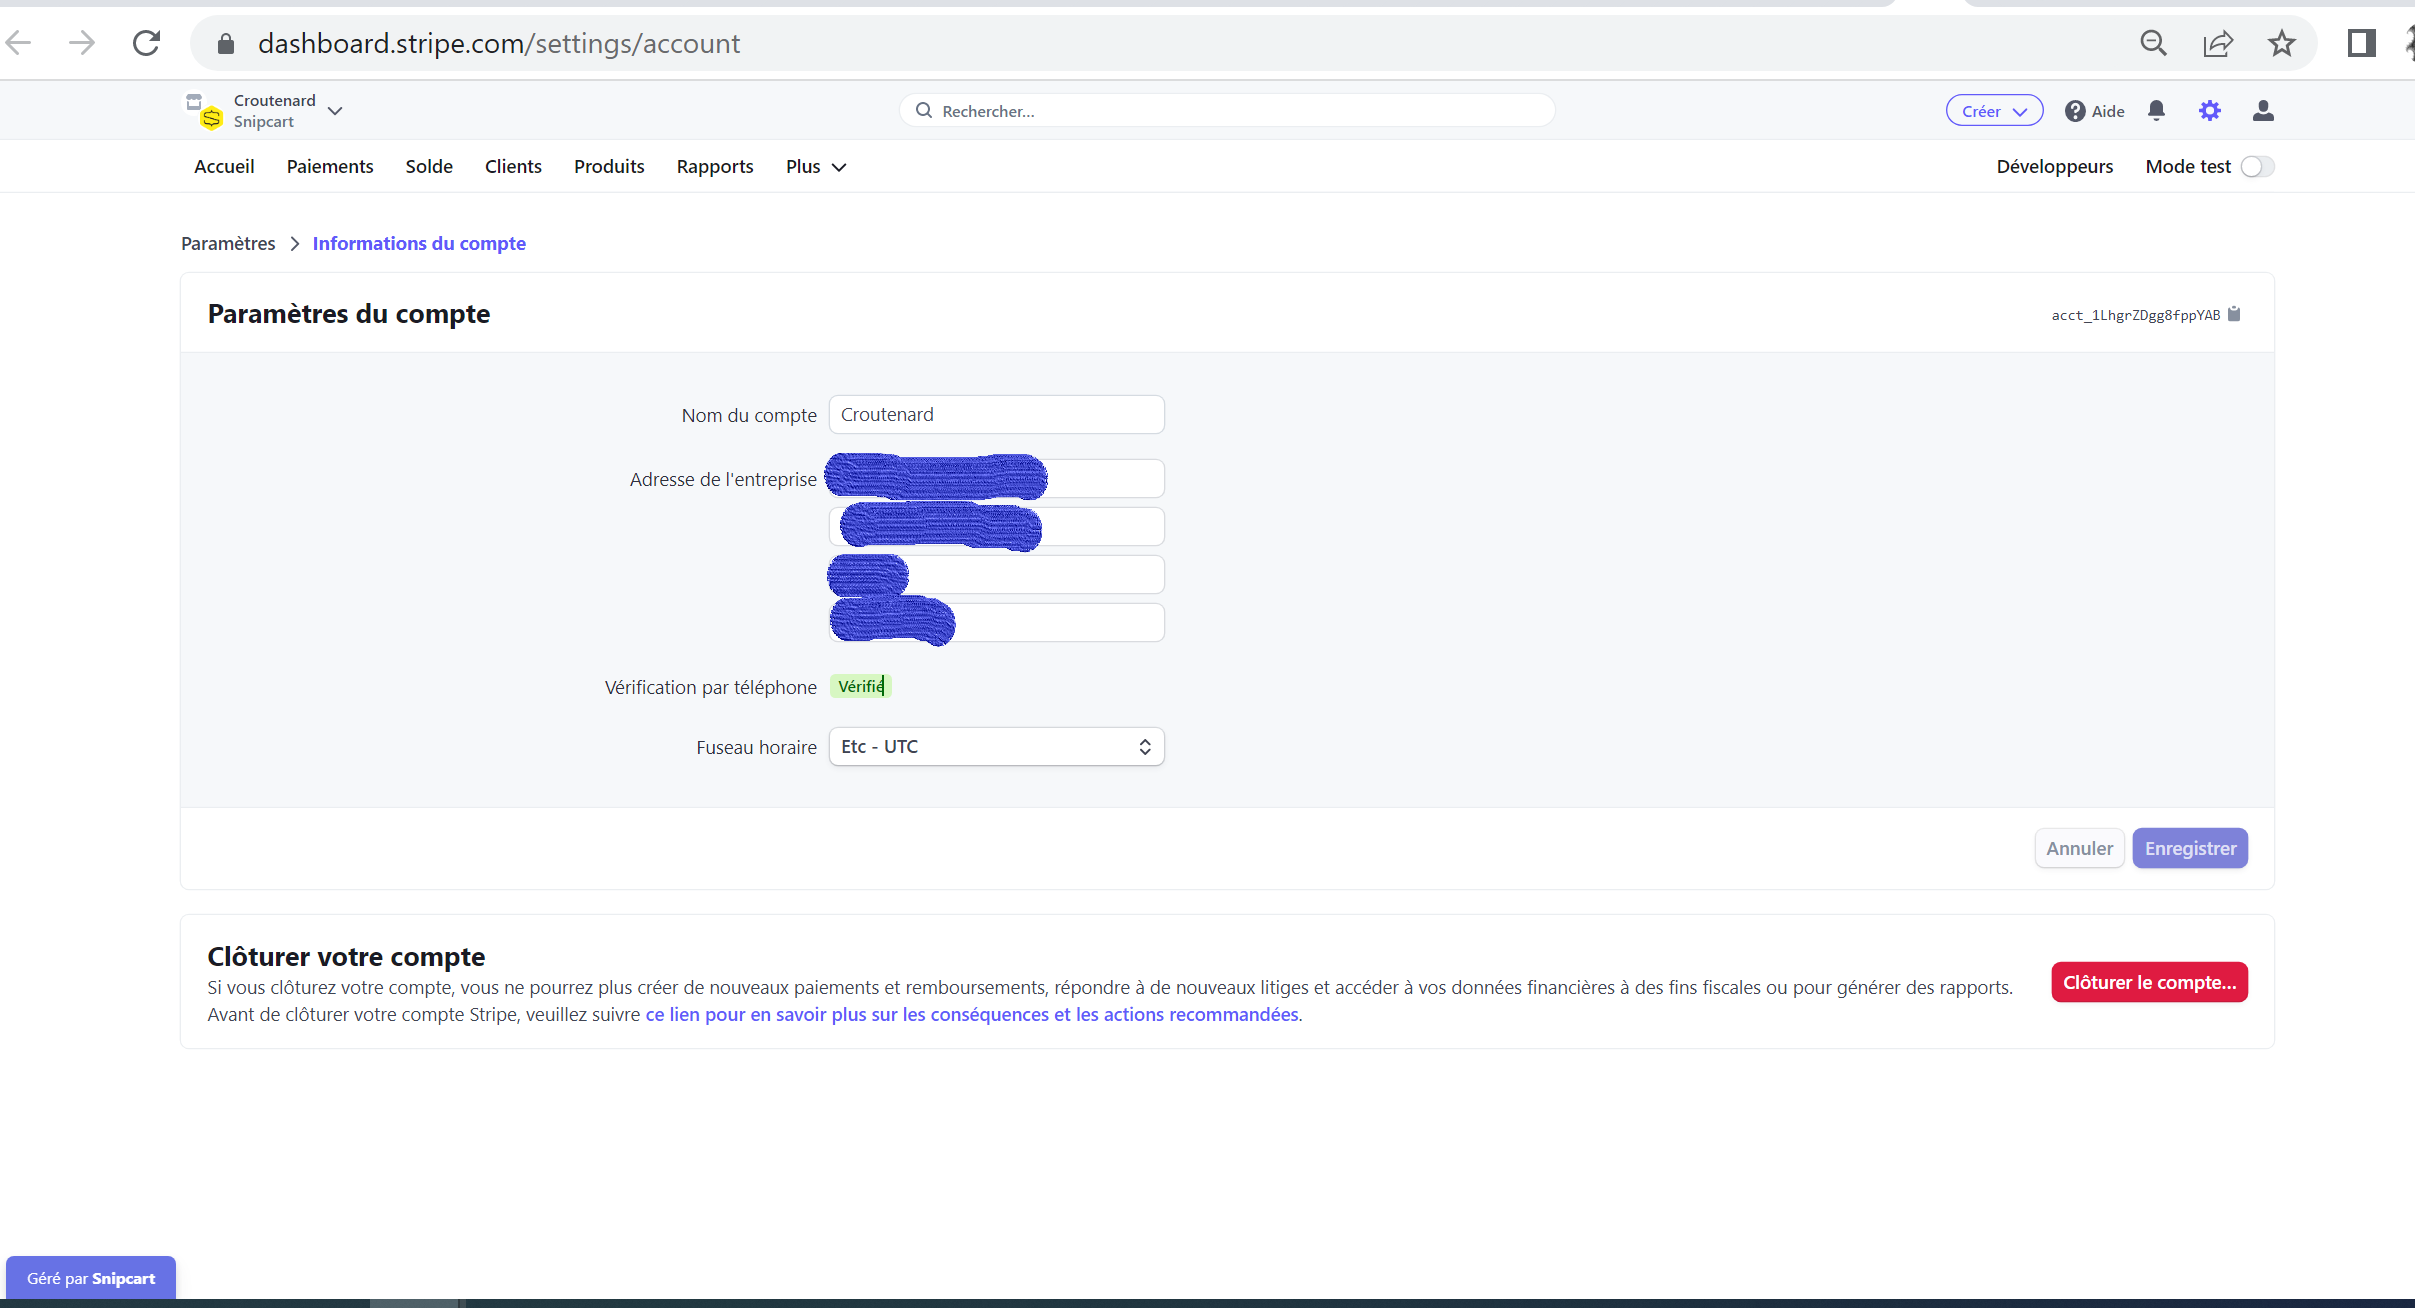 dashboard.stripe.com/settings/account
Croutenard
Snipcart
Rechercher...
Créer
Aide
Accueil
Paiements
Solde
Clients
Produits
Rapports
Plus
Développeurs
Mode test
Paramètres
Informations du compte
Paramètres du compte
acct_1LhgrZDgg8fppYAB
Nom du compte
Croutenard
Adresse de l'entreprise
Vérification par téléphone
Vérifié
Fuseau horaire
Etc - UTC
Annuler
Enregistrer
Clôturer votre compte
Si vous clôturez votre compte, vous ne pourrez plus créer de nouveaux paiements et remboursements, répondre à de nouveaux litiges et accéder à vos données financières à des fins fiscales ou pour générer des rapports.
Avant de clôturer votre compte Stripe, veuillez suivre ce lien pour en savoir plus sur les conséquences et les actions recommandées.
Clôturer le compte...
Géré par Snipcart